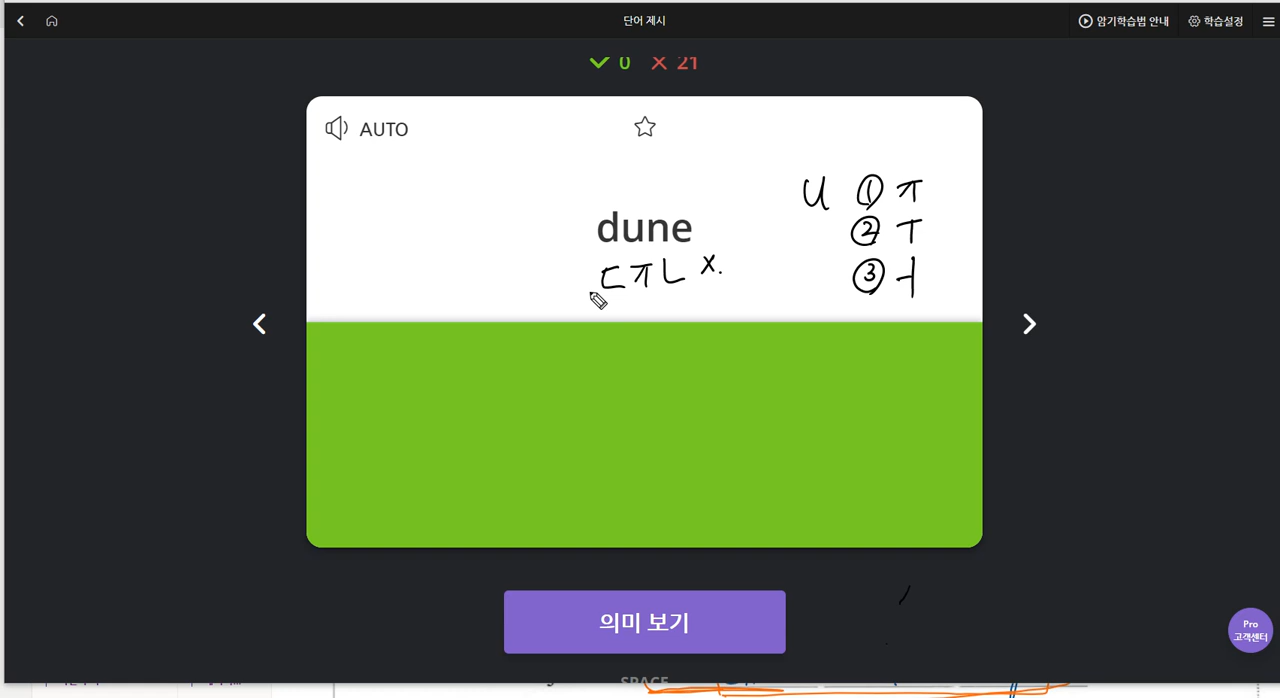 단어 제시
암기학습법 안내
학습설정
0 21
AUTO
dune
ㄷㅠㄴ x.
u ① ㅠ
② ㅜ
③ ㅓ
의미 보기
Pro
고객센터
SPACE